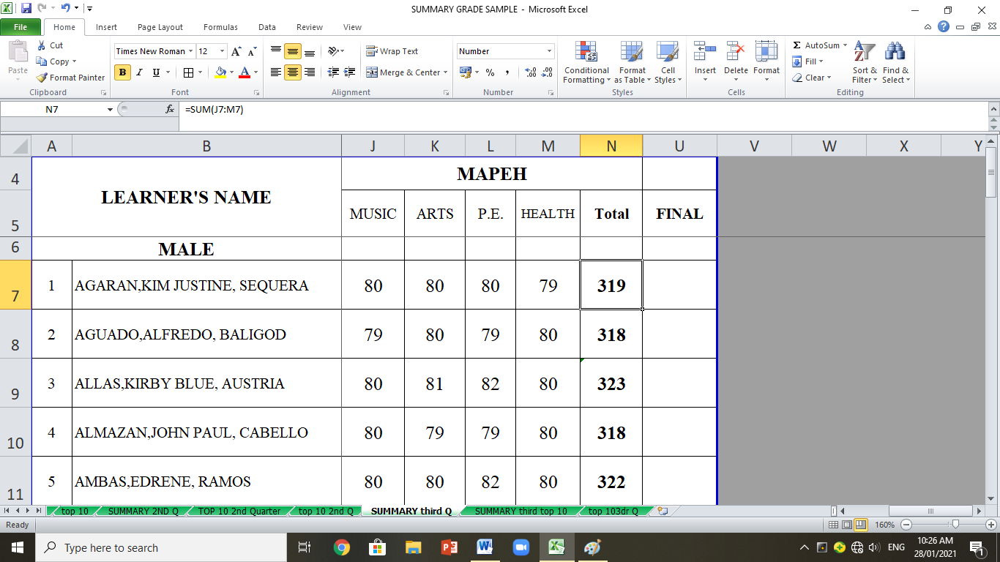 SUMMARY GRADE SAMPLE - Microsoft Excel
File Home Insert Page Layout Formulas Data Review View
Paste
Cut
Copy
Format Painter
Clipboard
Times New Roman 12
B I U
Font
Wrap Text
Merge & Center
Alignment
Number
% ,
Number
Conditional Formatting
Format as Table
Cell Styles
Styles
Insert Delete Format
Cells
Σ AutoSum
Fill
Clear
Sort & Filter
Find & Select
Editing
N7 fx =SUM(J7:M7)
A B J K L M N U V W X Y
4 LEARNER'S NAME MAPEH
5 MUSIC ARTS P.E. HEALTH Total FINAL
6 MALE
7 1 AGARAN,KIM JUSTINE, SEQUERA 80 80 80 79 319
8 2 AGUADO,ALFREDO, BALIGOD 79 80 79 80 318
9 3 ALLAS,KIRBY BLUE, AUSTRIA 80 81 82 80 323
10 4 ALMAZAN,JOHN PAUL, CABELLO 80 79 79 80 318
11 5 AMBAS,EDRENE, RAMOS 80 80 82 80 322
top 10 SUMMARY 2ND Q TOP 10 2nd Quarter top 10 2nd Q SUMMARY third Q SUMMARY third top 10 top 103dr Q
Ready 160%
Type here to search
ENG
10:26 AM
28/01/2021
1